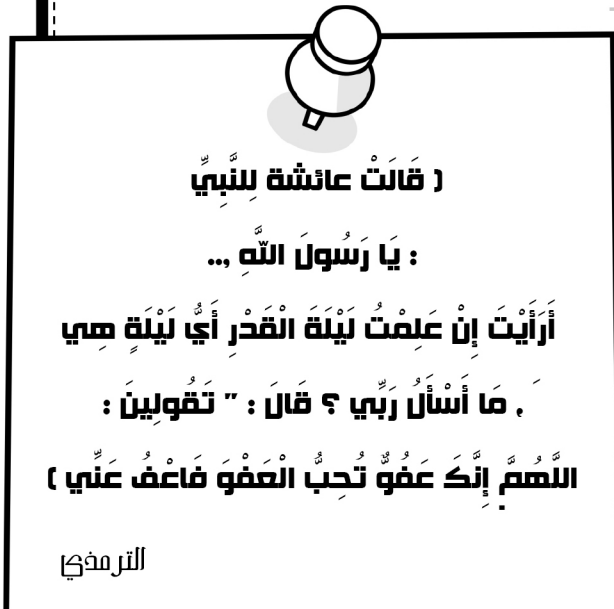 ( قَالَتْ عائشة لِلنَّبِيِّ
: يَا رَسُولَ اللَّهِ ,..
أَرَأَيْتَ إِنْ عَلِمْتُ لَيْلَةَ الْقَدْرِ أَيُّ لَيْلَةٍ هِي
َ , مَا أَسْأَلُ رَبِّي ؟ قَالَ : " تَقُولِينَ :
اللَّهُمَّ إِنَّكَ عَفُوٌّ تُحِبُّ الْعَفْوَ فَاعْفُ عَنِّي )
الترمذي